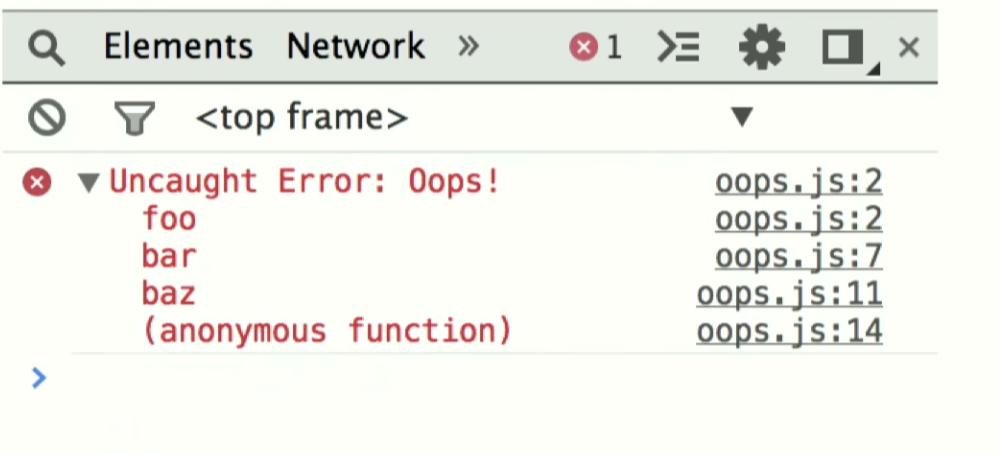 Elements Network » 1
<top frame> ▼
▼ Uncaught Error: Oops! oops.js:2
foo oops.js:2
bar oops.js:7
baz oops.js:11
(anonymous function) oops.js:14